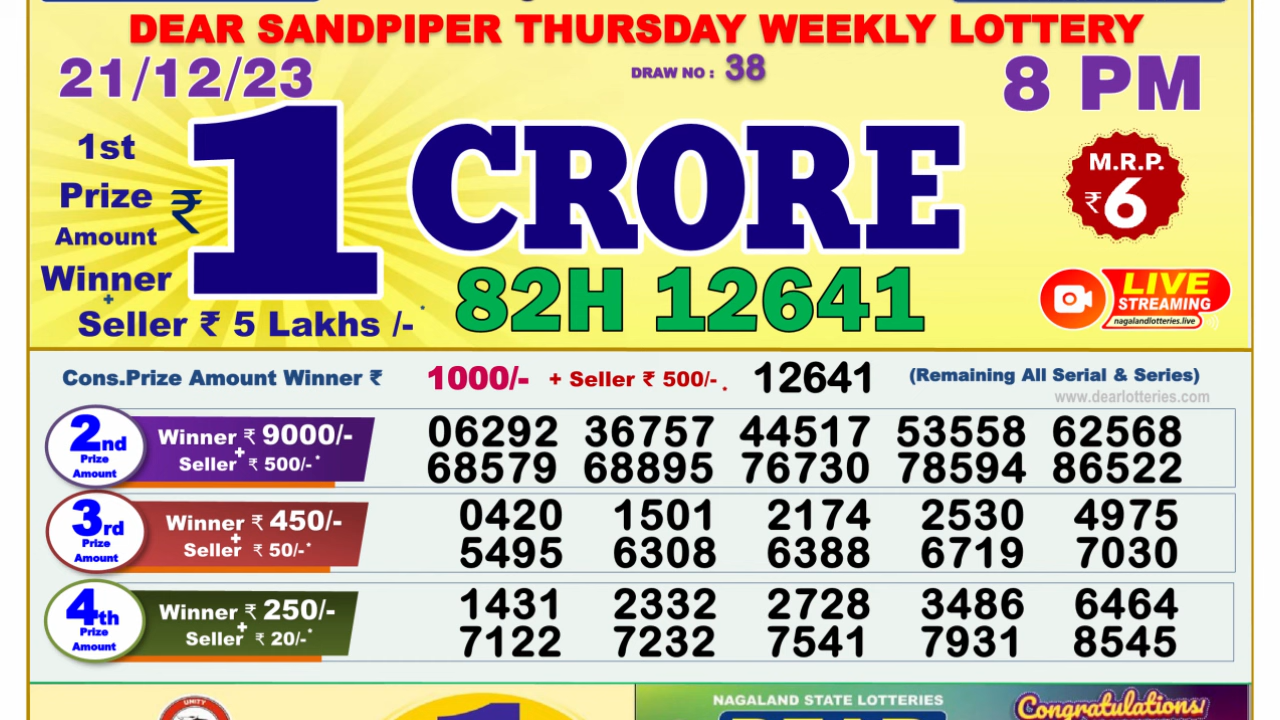 DEAR SANDPIPER THURSDAY WEEKLY LOTTERY
21/12/23
DRAW NO : 38
8 PM
1st
Prize
Amount
Winner
+
Seller ₹ 5 Lakhs /- *
₹ 1 CRORE
82H 12641
M.R.P.
₹ 6
LIVE
STREAMING
nagalandlotteries.live
Cons.Prize Amount Winner ₹ 1000/- + Seller ₹ 500/- . 12641 (Remaining All Serial & Series)
www.dearlotteries.com
2nd
Prize
Amount
Winner ₹ 9000/-
+
Seller ₹ 500/- *
06292 36757 44517 53558 62568
68579 68895 76730 78594 86522
3rd
Prize
Amount
Winner ₹ 450/-
+
Seller ₹ 50/- *
0420 1501 2174 2530 4975
5495 6308 6388 6719 7030
4th
Prize
Amount
Winner ₹ 250/-
+
Seller ₹ 20/- *
1431 2332 2728 3486 6464
7122 7232 7541 7931 8545
UNITY
1
NAGALAND STATE LOTTERIES
DEAR
Congratulations!